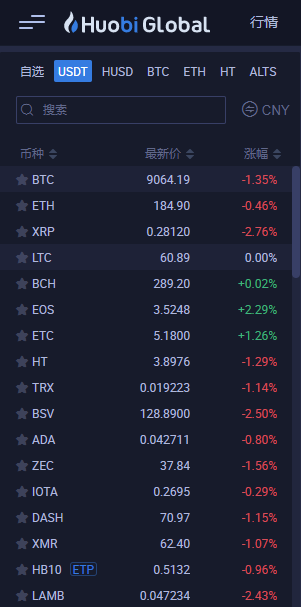 Huobi Global 行情
自选 USDT HUSD BTC ETH HT ALTS
搜索 CNY
币种 最新价 涨幅
BTC 9064.19 -1.35%
ETH 184.90 -0.46%
XRP 0.28120 -2.76%
LTC 60.89 0.00%
BCH 289.20 +0.02%
EOS 3.5248 +2.29%
ETC 5.1800 +1.26%
HT 3.8976 -1.29%
TRX 0.019223 -1.14%
BSV 128.8900 -2.50%
ADA 0.042711 -0.80%
ZEC 37.84 -1.56%
IOTA 0.2695 -0.29%
DASH 70.97 -1.15%
XMR 62.40 -1.07%
HB10 ETP 0.5132 -0.96%
LAMB 0.047234 -2.43%